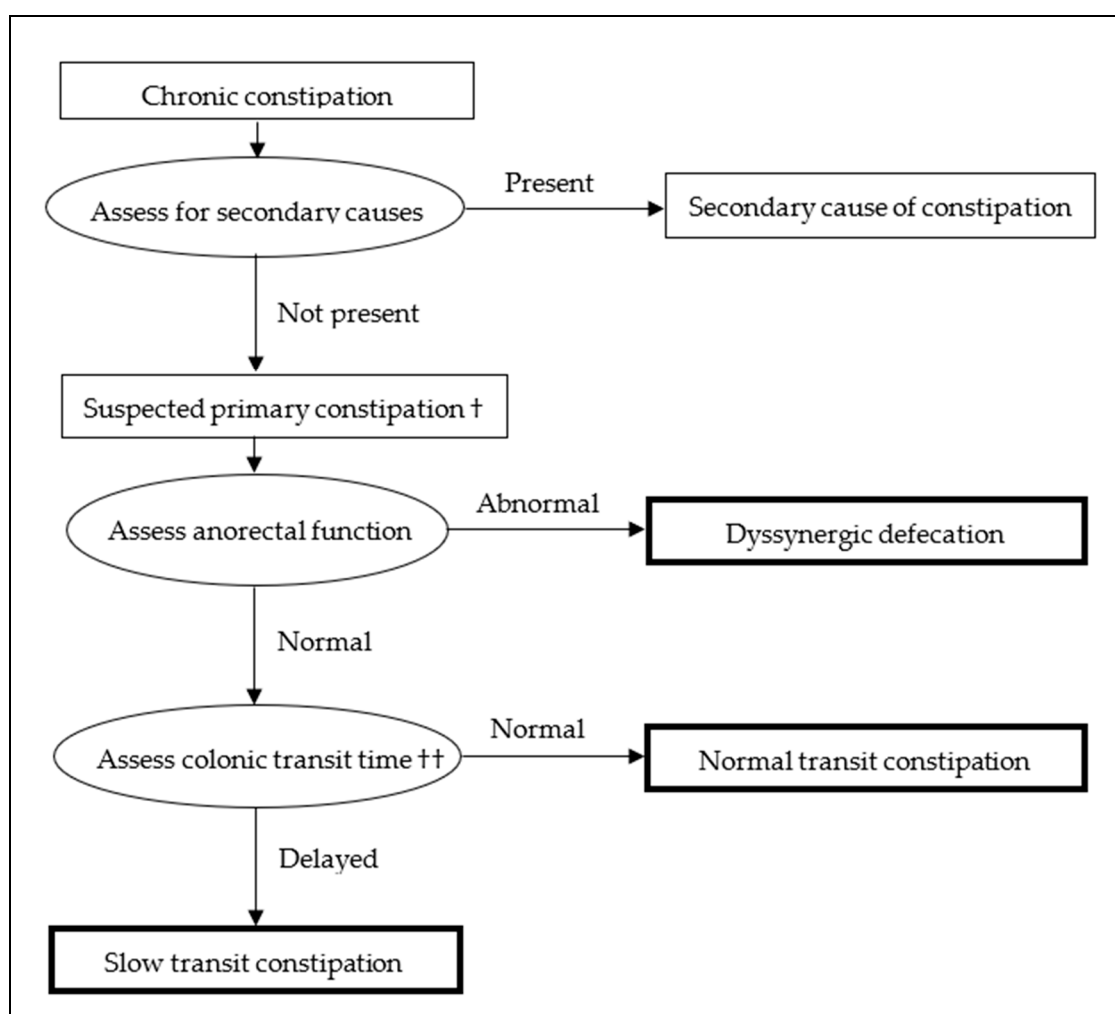 Chronic constipation
Assess for secondary causes
Present
Secondary cause of constipation
Not present
Suspected primary constipation †
Assess anorectal function
Abnormal
Dyssynergic defecation
Normal
Assess colonic transit time ††
Normal
Normal transit constipation
Delayed
Slow transit constipation